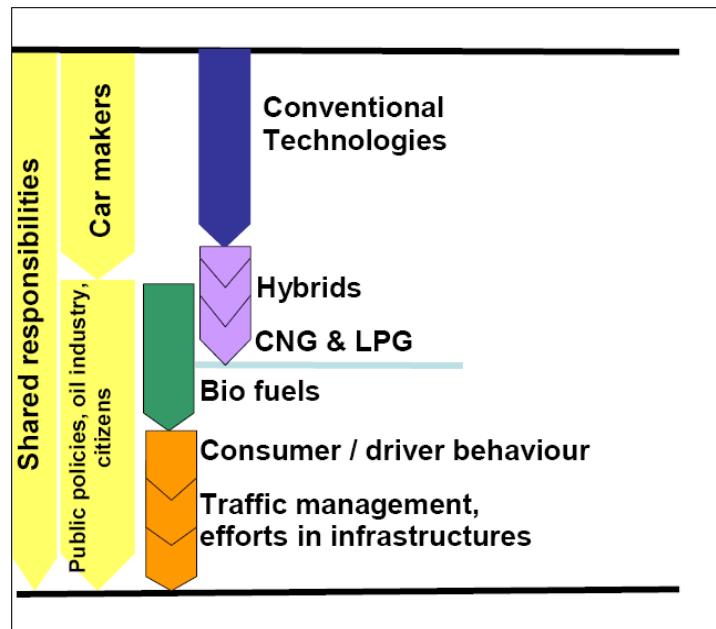 Shared responsibilities
Car makers
Public policies, oil industry,
citizens
Conventional
Technologies
Hybrids
CNG & LPG
Bio fuels
Consumer / driver behaviour
Traffic management,
efforts in infrastructures